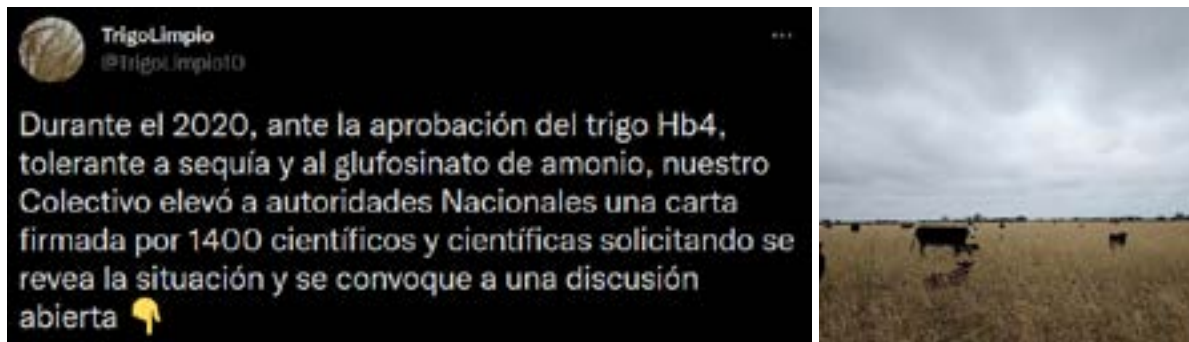 TrigoLimpio
@TrigoLimpio10
Durante el 2020, ante la aprobación del trigo Hb4,
tolerante a sequía y al glufosinato de amonio, nuestro
Colectivo elevó a autoridades Nacionales una carta
firmada por 1400 científicos y científicas solicitando se
revea la situación y se convoque a una discusión
abierta 👇